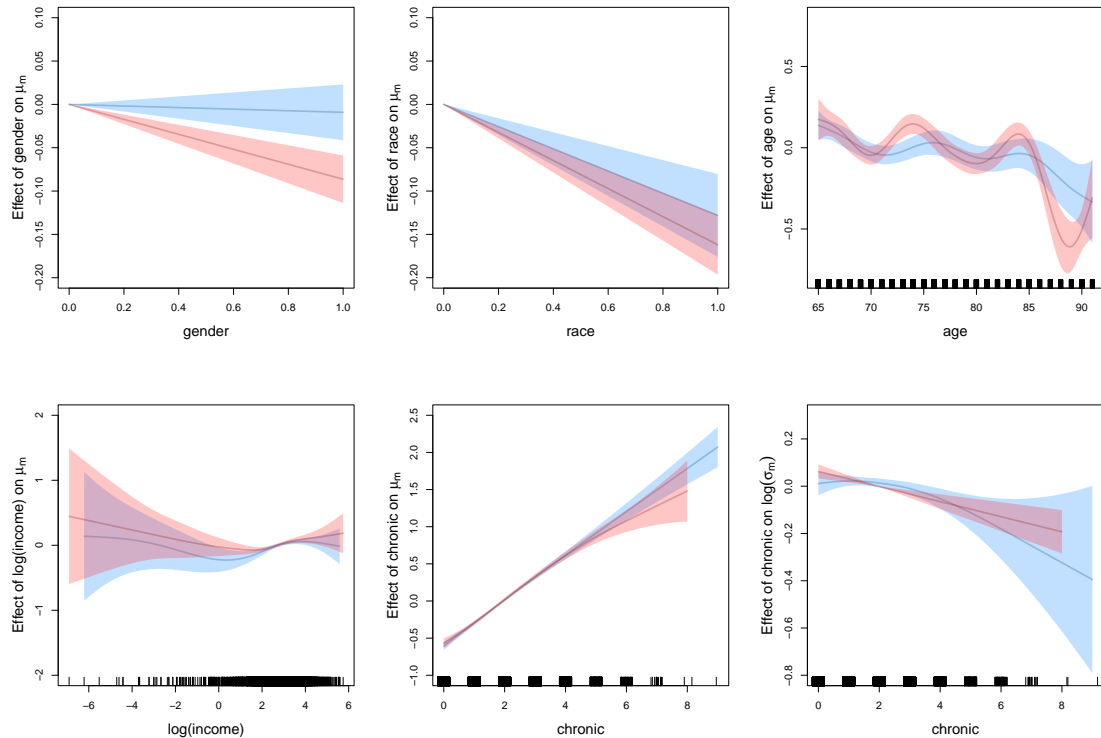 0.10
0.05
0.00
−0.05
−0.10
−0.15
−0.20
Effect of gender on μm
0.0 0.2 0.4 0.6 0.8 1.0
gender
0.10
0.05
0.00
−0.05
−0.10
−0.15
−0.20
Effect of race on μm
0.0 0.2 0.4 0.6 0.8 1.0
race
0.5
0.0
−0.5
Effect of age on μm
65 70 75 80 85 90
age
2
1
0
−1
−2
Effect of log(income) on μm
−6 −4 −2 0 2 4 6
log(income)
2.5
2.0
1.5
1.0
0.5
0.0
−0.5
−1.0
Effect of chronic on μm
0 2 4 6 8
chronic
0.2
0.0
−0.2
−0.4
−0.6
−0.8
Effect of chronic on log(σm)
0 2 4 6 8
chronic